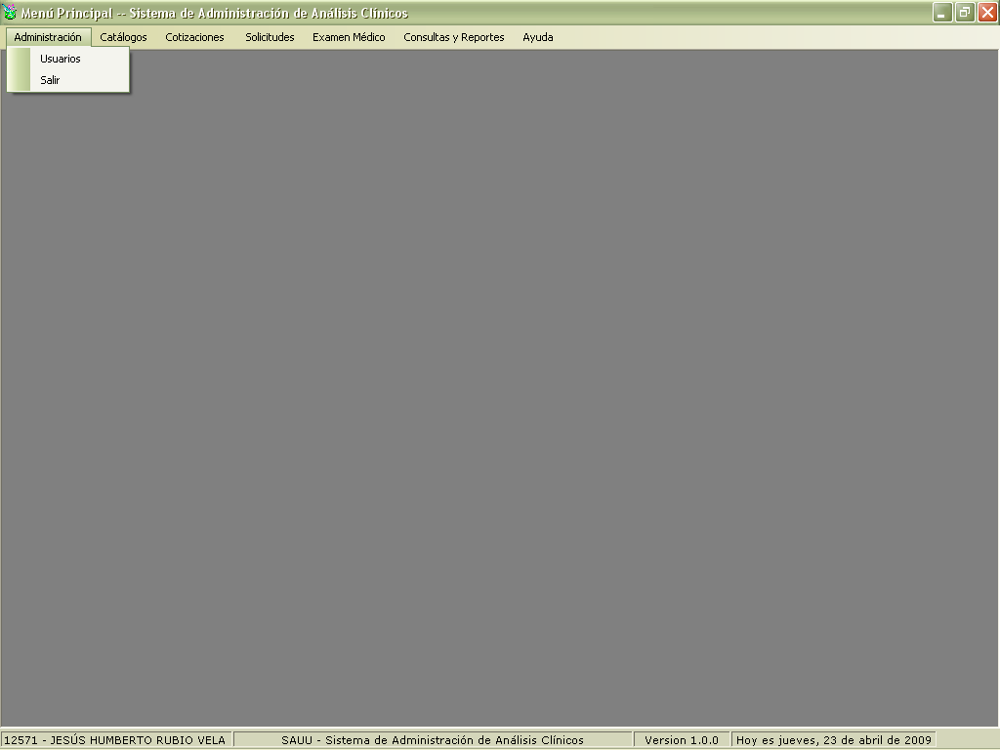 Menú Principal -- Sistema de Administración de Análisis Clínicos
Administración Catálogos Cotizaciones Solicitudes Examen Médico Consultas y Reportes Ayuda
Usuarios
Salir
12571 - JESÚS HUMBERTO RUBIO VELA SAUU - Sistema de Administración de Análisis Clínicos Version 1.0.0 Hoy es jueves, 23 de abril de 2009